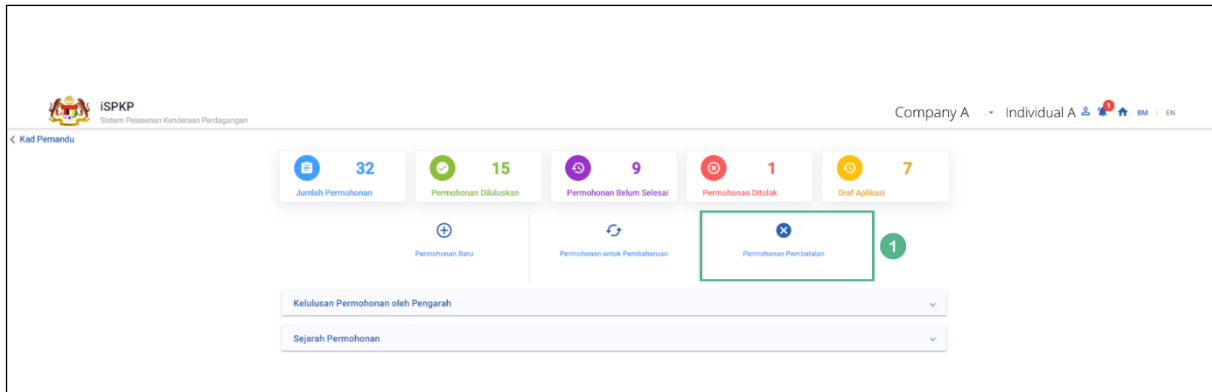 iSPKP
Sistem Pelesenan Kenderaan Perdagangan
Company A
Individual A
1
BM | EN
Kad Pemandu
32
Jumlah Permohonan
15
Permohonan Diluluskan
9
Permohonan Belum Selesai
1
Permohonan Ditolak
7
Draf Aplikasi
Permohonan Baru
Permohonan untuk Pembaharuan
Permohonan Pembatalan
1
Kelulusan Permohonan oleh Pengarah
Sejarah Permohonan